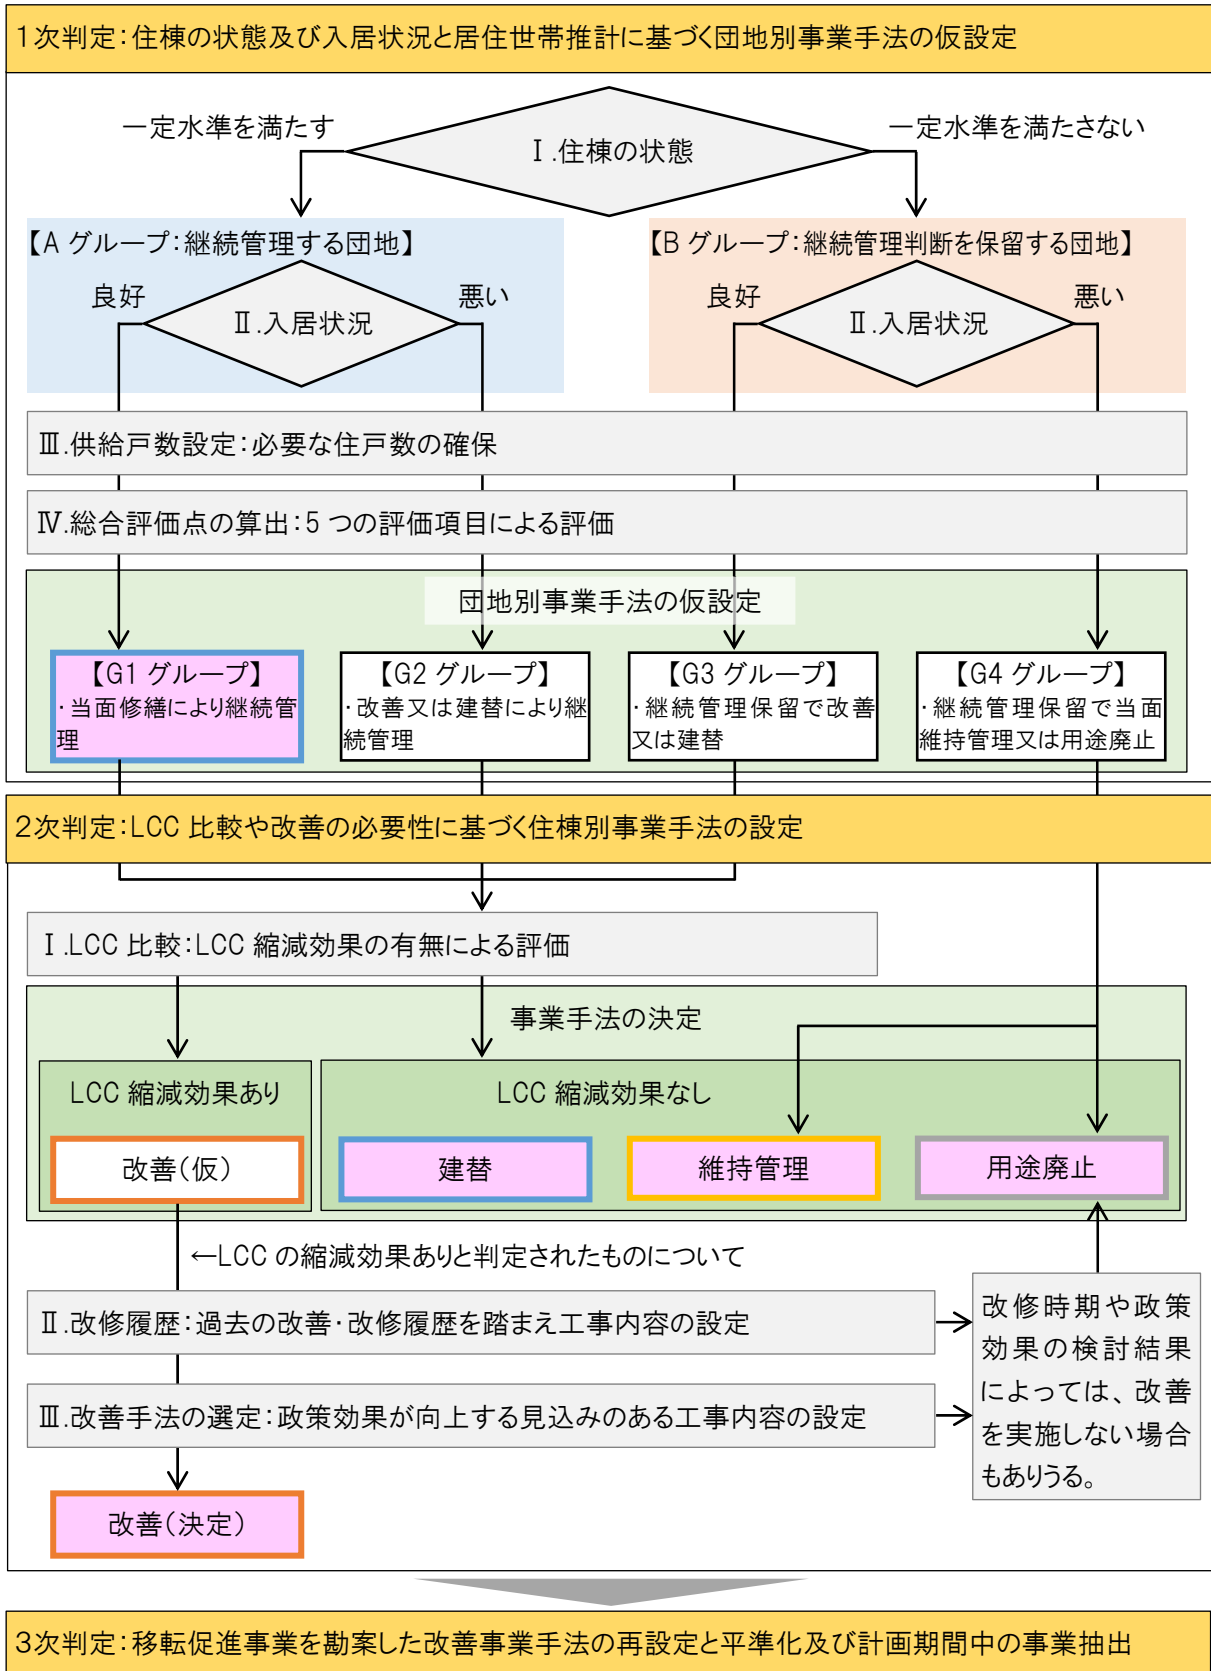 1次判定：住棟の状態及び入居状況と居住世帯推計に基づく団地別事業手法の仮設定
一定水準を満たす
一定水準を満たさない
Ⅰ.住棟の状態
【A グループ：継続管理する団地】
【B グループ：継続管理判断を保留する団地】
良好
悪い
良好
悪い
Ⅱ.入居状況
Ⅱ.入居状況
Ⅲ.供給戸数設定：必要な住戸数の確保
Ⅳ.総合評価点の算出：5 つの評価項目による評価
団地別事業手法の仮設定
【G1 グループ】
・当面修繕により継続管
理
【G2 グループ】
・改善又は建替により継
続管理
【G3 グループ】
・継続管理保留で改善
又は建替
【G4 グループ】
・継続管理保留で当面
維持管理又は用途廃止
2次判定：LCC 比較や改善の必要性に基づく住棟別事業手法の設定
Ⅰ.LCC 比較：LCC 縮減効果の有無による評価
事業手法の決定
LCC 縮減効果あり
LCC 縮減効果なし
改善（仮）
建替
維持管理
用途廃止
←LCC の縮減効果ありと判定されたものについて
Ⅱ.改修履歴：過去の改善・改修履歴を踏まえ工事内容の設定
Ⅲ.改善手法の選定：政策効果が向上する見込みのある工事内容の設定
改修時期や政策
効果の検討結果
によっては、改善
を実施しない場合
もありうる。
改善（決定）
3次判定：移転促進事業を勘案した改善事業手法の再設定と平準化及び計画期間中の事業抽出